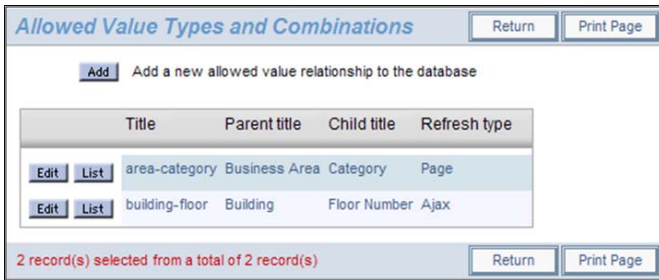 Allowed Value Types and Combinations Return Print Page
Add Add a new allowed value relationship to the database
Title Parent title Child title Refresh type
Edit List area-category Business Area Category Page
Edit List building-floor Building Floor Number Ajax
2 record(s) selected from a total of 2 record(s) Return Print Page